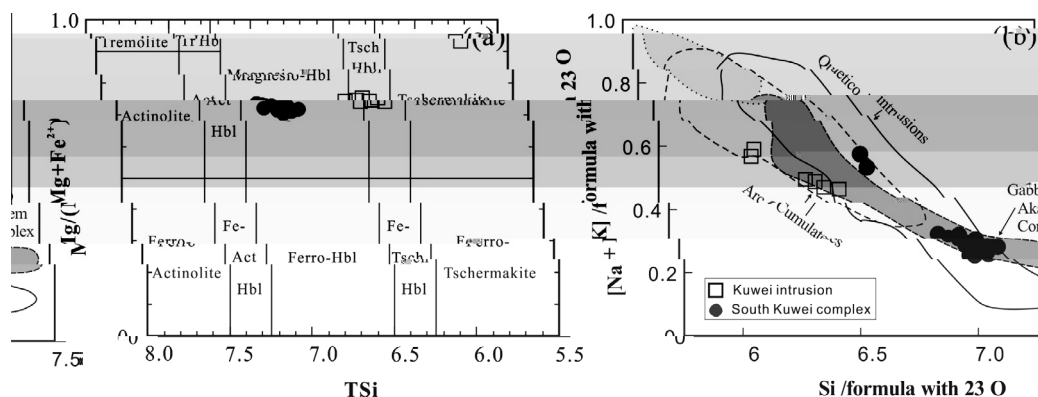 1.0
1.0
(a)
(b)
Tremolite
Tr Hb
Tsch
Hbl
Magnesio-Hbl
Tschermakite
Actinolite
Hbl
0.8
0.6
0.4
0.2
Mg/(Mg+Fe²⁺)
[Na + K] /formula with 23 O
Quetico intrusions
Arc Cumulates
Fe-
Fe-
Ferro-
Ferro-
Actinolite
Act
Hbl
Ferro-Hbl
Tsch
Hbl
Tschermakite
Kuwei intrusion
South Kuwei complex
7.5
8.0
7.5
7.0
6.5
6.0
5.5
TSi
6
6.5
7.0
Si /formula with 23 O